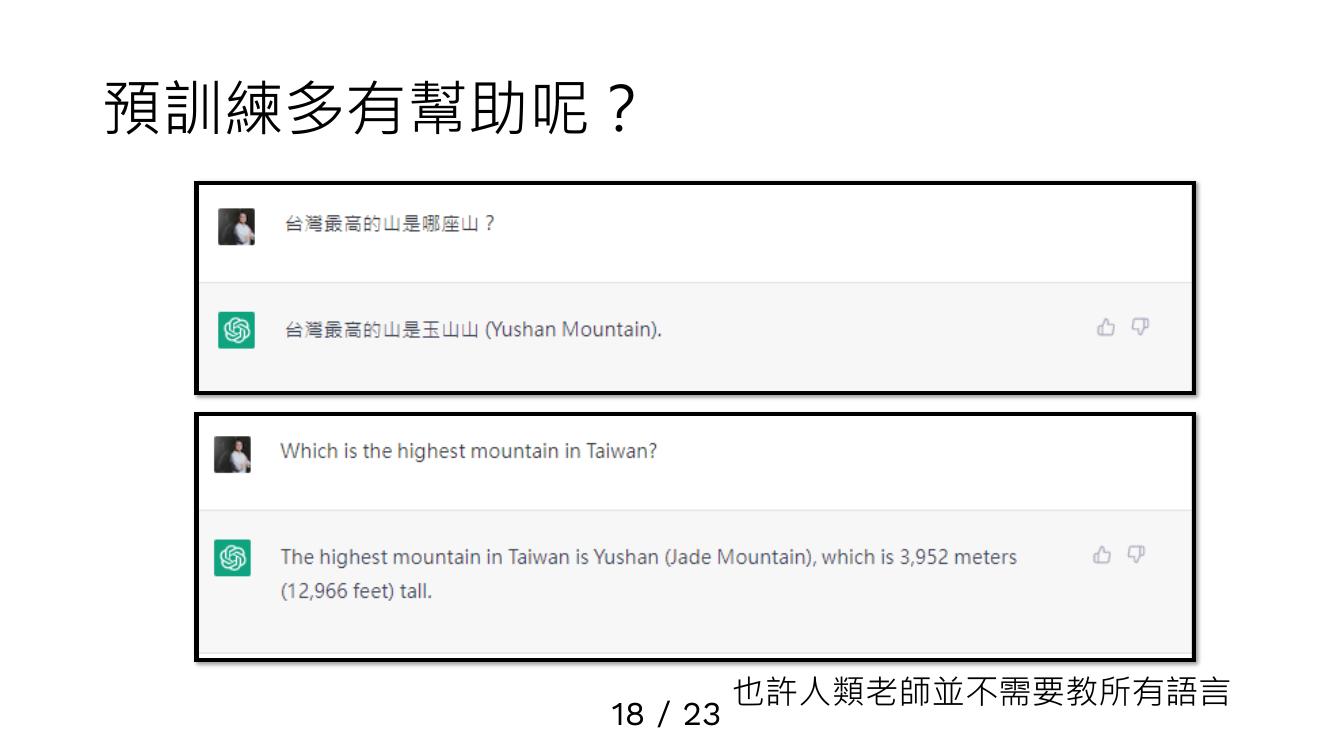 預訓練多有幫助呢？
台灣最高的山是哪座山？
台灣最高的山是玉山山 (Yushan Mountain).
Which is the highest mountain in Taiwan?
The highest mountain in Taiwan is Yushan (Jade Mountain), which is 3,952 meters
(12,966 feet) tall.
也許人類老師並不需要教所有語言
18 / 23